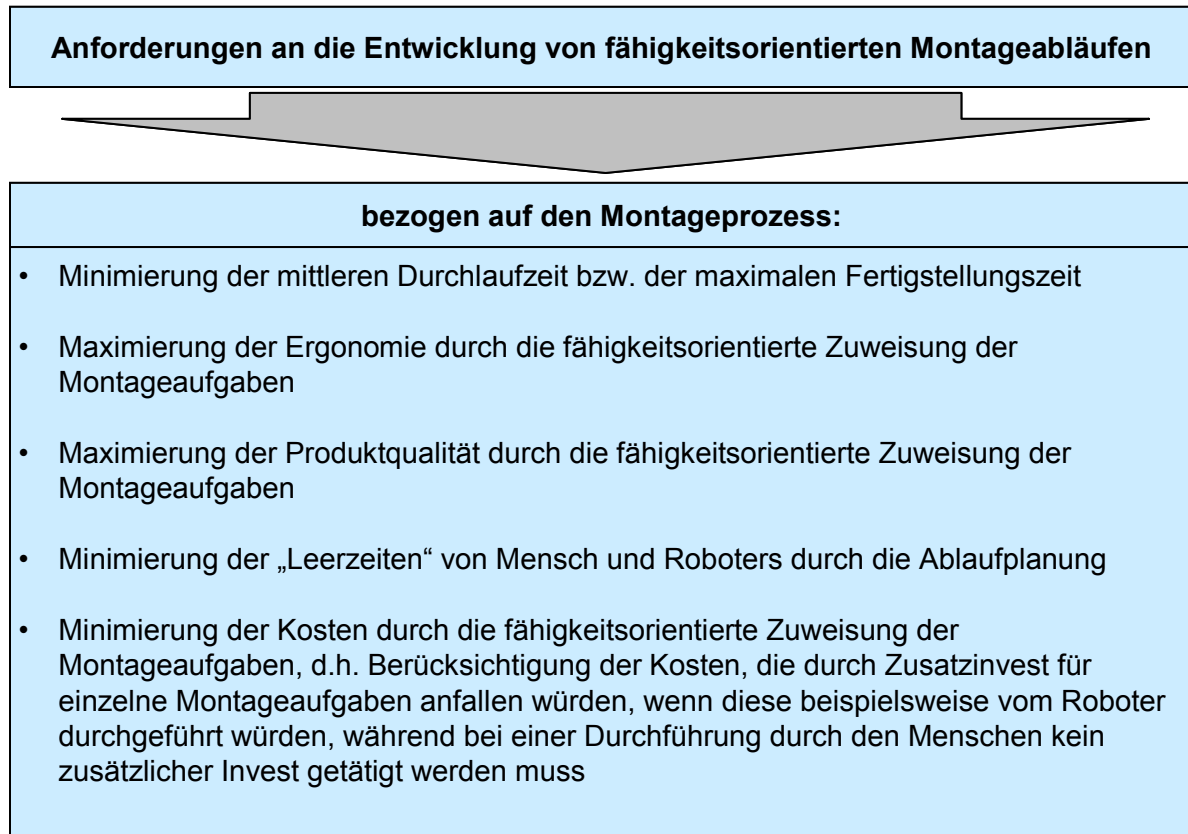 Anforderungen an die Entwicklung von fähigkeitsorientierten Montageabläufen
bezogen auf den Montageprozess:
• Minimierung der mittleren Durchlaufzeit bzw. der maximalen Fertigstellungszeit
• Maximierung der Ergonomie durch die fähigkeitsorientierte Zuweisung der
Montageaufgaben
• Maximierung der Produktqualität durch die fähigkeitsorientierte Zuweisung der
Montageaufgaben
• Minimierung der „Leerzeiten“ von Mensch und Roboters durch die Ablaufplanung
• Minimierung der Kosten durch die fähigkeitsorientierte Zuweisung der
Montageaufgaben, d.h. Berücksichtigung der Kosten, die durch Zusatzinvest für
einzelne Montageaufgaben anfallen würden, wenn diese beispielsweise vom Roboter
durchgeführt würden, während bei einer Durchführung durch den Menschen kein
zusätzlicher Invest getätigt werden muss